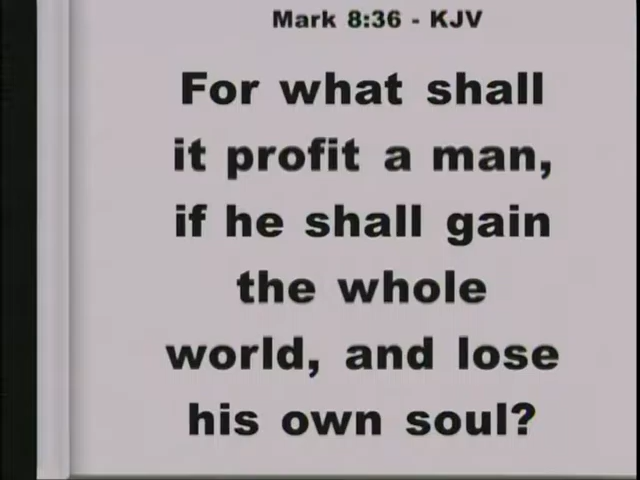 Mark 8:36 - KJV
For what shall
it profit a man,
if he shall gain
the whole
world, and lose
his own soul?